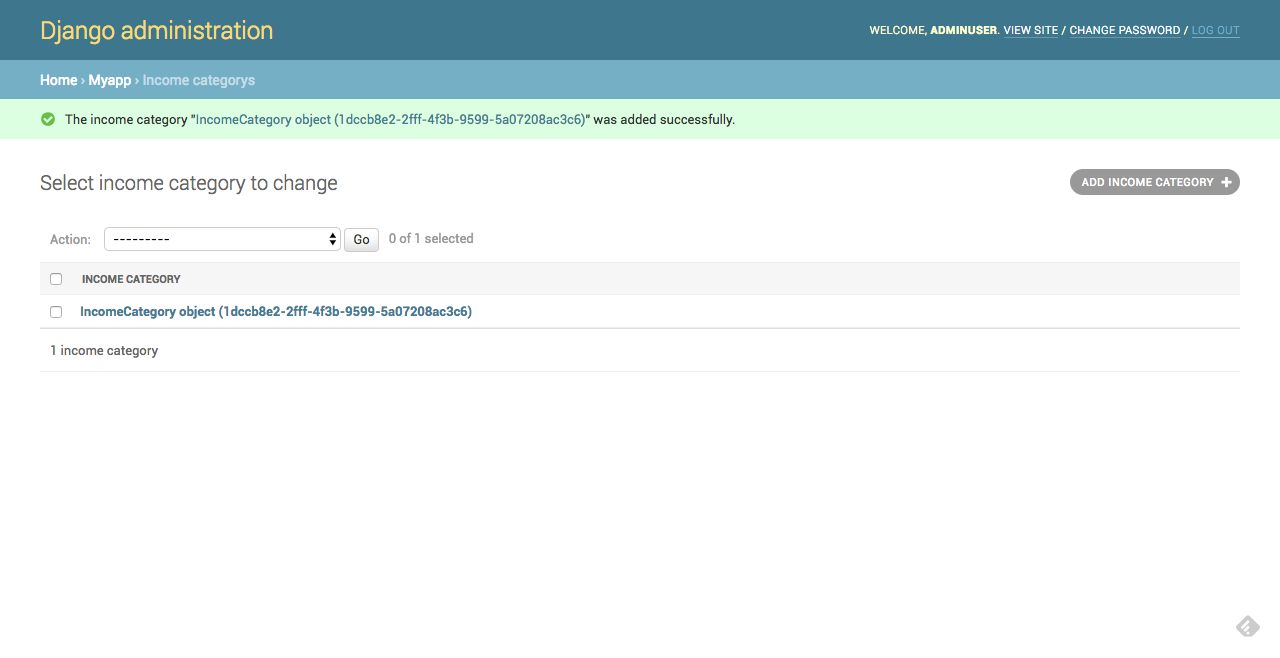 Django administration
WELCOME, ADMINUSER. VIEW SITE / CHANGE PASSWORD / LOG OUT
Home › Myapp › Income categorys
The income category "IncomeCategory object (1dccb8e2-2fff-4f3b-9599-5a07208ac3c6)" was added successfully.
Select income category to change
ADD INCOME CATEGORY +
Action: --------- Go 0 of 1 selected
INCOME CATEGORY
IncomeCategory object (1dccb8e2-2fff-4f3b-9599-5a07208ac3c6)
1 income category